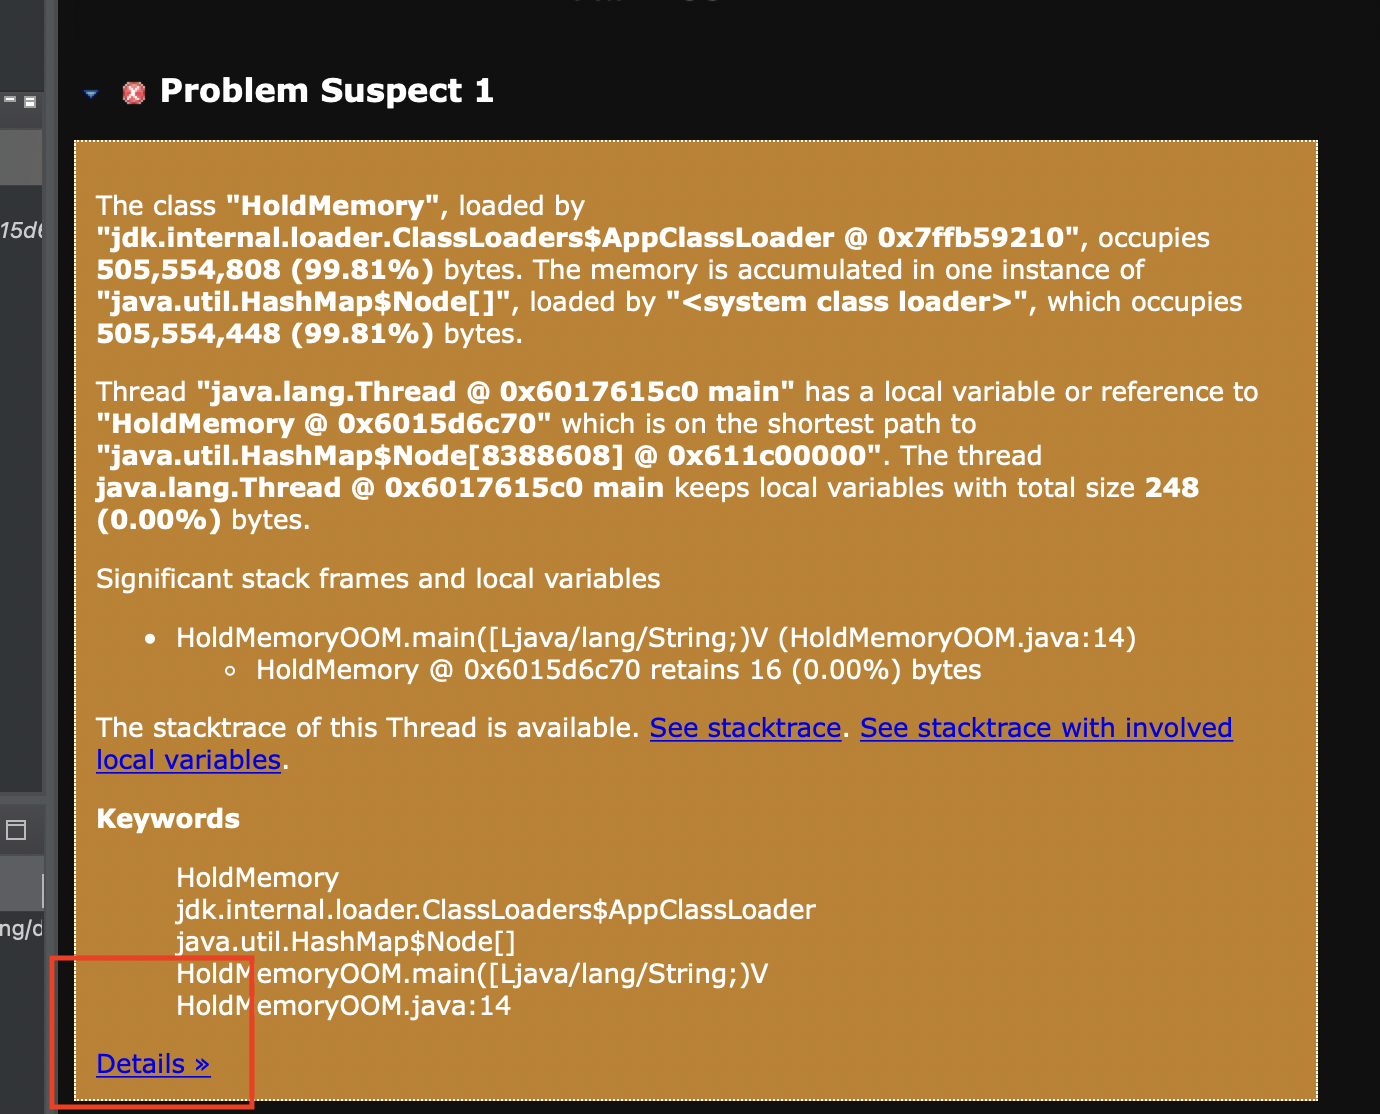 Problem Suspect 1
The class "HoldMemory", loaded by
"jdk.internal.loader.ClassLoaders$AppClassLoader @ 0x7ffb59210", occupies
505,554,808 (99.81%) bytes. The memory is accumulated in one instance of
"java.util.HashMap$Node[]", loaded by "<system class loader>", which occupies
505,554,448 (99.81%) bytes.
Thread "java.lang.Thread @ 0x6017615c0 main" has a local variable or reference to
"HoldMemory @ 0x6015d6c70" which is on the shortest path to
"java.util.HashMap$Node[8388608] @ 0x611c00000". The thread
java.lang.Thread @ 0x6017615c0 main keeps local variables with total size 248
(0.00%) bytes.
Significant stack frames and local variables
• HoldMemoryOOM.main([Ljava/lang/String;)V (HoldMemoryOOM.java:14)
◦ HoldMemory @ 0x6015d6c70 retains 16 (0.00%) bytes
The stacktrace of this Thread is available. See stacktrace. See stacktrace with involved
local variables.
Keywords
HoldMemory
jdk.internal.loader.ClassLoaders$AppClassLoader
java.util.HashMap$Node[]
HoldMemoryOOM.main([Ljava/lang/String;)V
HoldMemoryOOM.java:14
Details »
15d6
ng/d